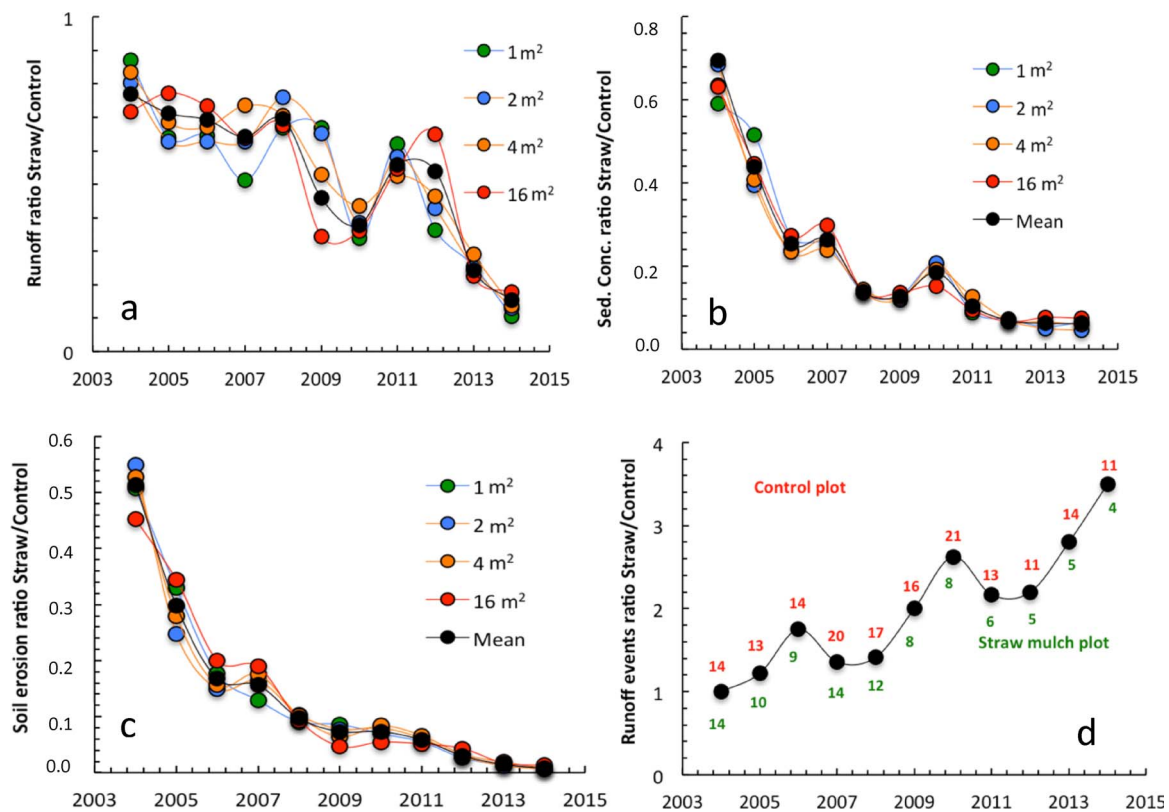 1
Runoff ratio Straw/Control
0
1 m²
2 m²
4 m²
16 m²
a
2003 2005 2007 2009 2011 2013 2015
0.8
0.6
0.4
0.2
0.0
Sed. Conc. ratio Straw/Control
1 m²
2 m²
4 m²
16 m²
Mean
b
2003 2005 2007 2009 2011 2013 2015
0.6
0.5
0.4
0.3
0.2
0.1
0.0
Soil erosion ratio Straw/Control
1 m²
2 m²
4 m²
16 m²
Mean
c
2003 2005 2007 2009 2011 2013 2015
4
3
2
1
0
Runoff events ratio Straw/Control
Control plot
14 13 14 20 17 16 21 13 11 14 11
14 10 9 14 12 8 8 6 5 5 4
Straw mulch plot
d
2003 2005 2007 2009 2011 2013 2015